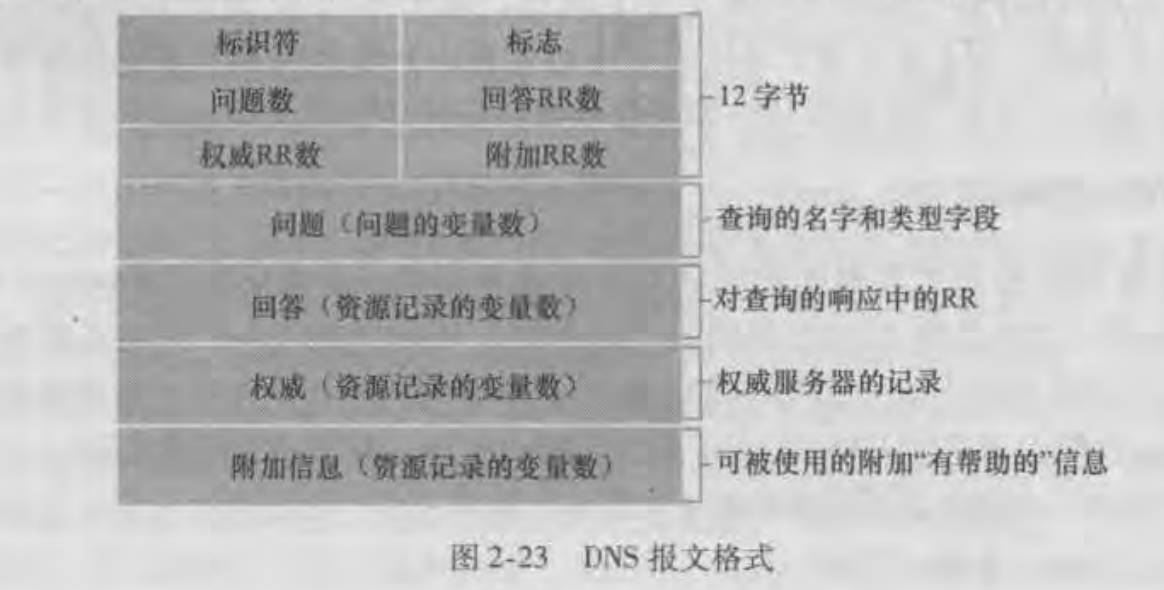 标识符 标志
问题数 回答RR数 12 字节
权威RR数 附加RR数
问题（问题的变量数） 查询的名字和类型字段
回答（资源记录的变量数） 对查询的响应中的RR
权威（资源记录的变量数） 权威服务器的记录
附加信息（资源记录的变量数） 可被使用的附加“有帮助的”信息
图 2-23 DNS 报文格式